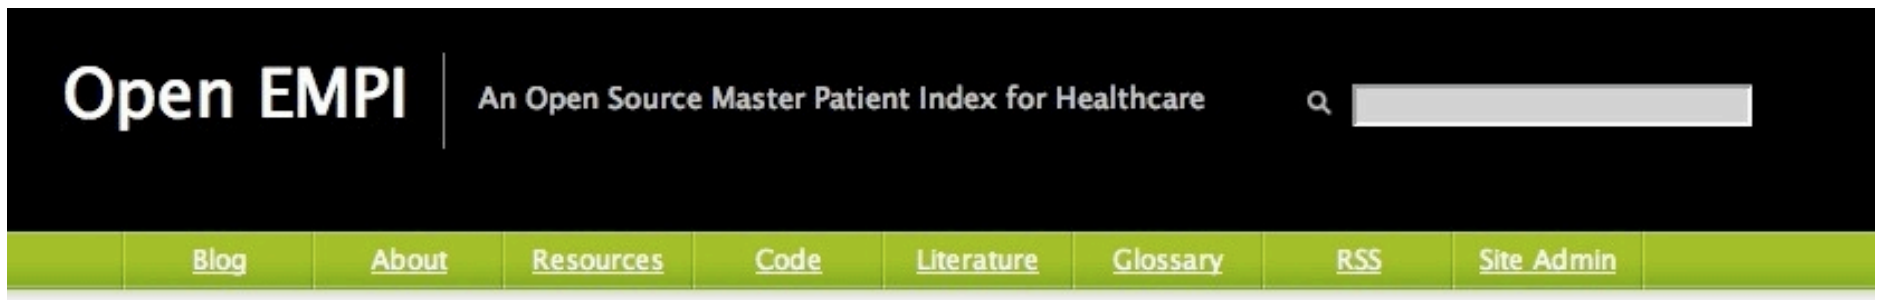 Open EMPI
An Open Source Master Patient Index for Healthcare
Blog About Resources Code Literature Glossary RSS Site Admin